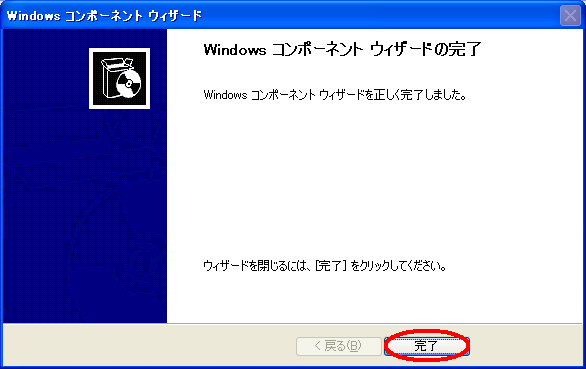 Windows コンポーネント ウィザード
Windows コンポーネント ウィザードの完了
Windows コンポーネント ウィザードを正しく完了しました。
ウィザードを閉じるには、[完了] をクリックしてください。
< 戻る(B)
完了